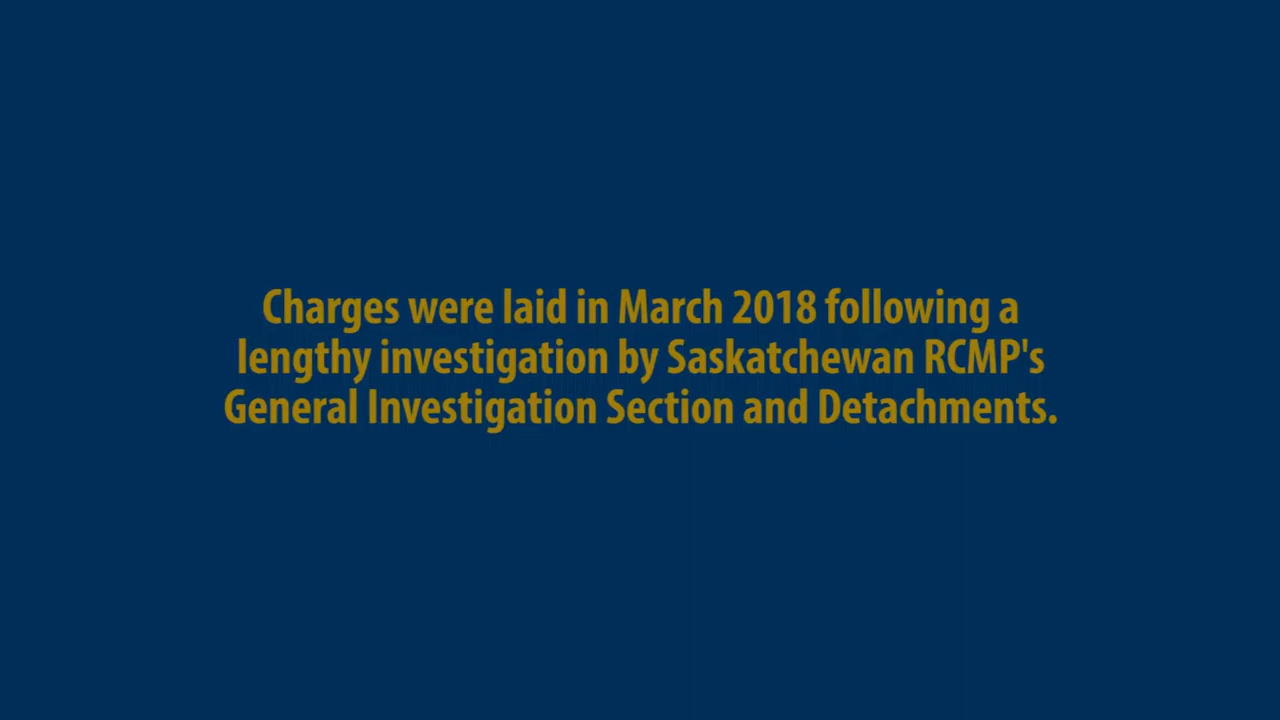 Charges were laid in March 2018 following a
lengthy investigation by Saskatchewan RCMP's
General Investigation Section and Detachments.